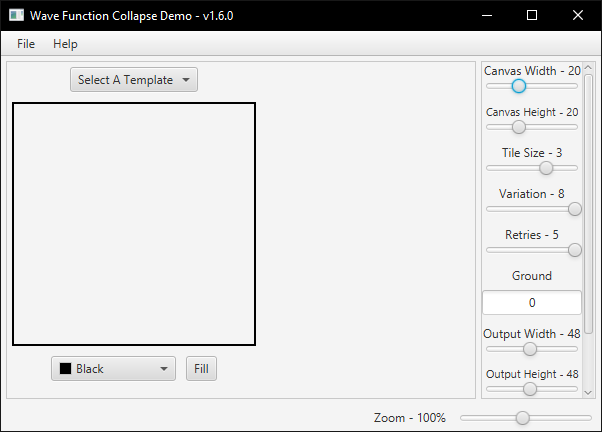 Wave Function Collapse Demo - v1.6.0
File Help
Select A Template
Black
Fill
Canvas Width - 20
Canvas Height - 20
Tile Size - 3
Variation - 8
Retries - 5
Ground
0
Output Width - 48
Output Height - 48
Zoom - 100%